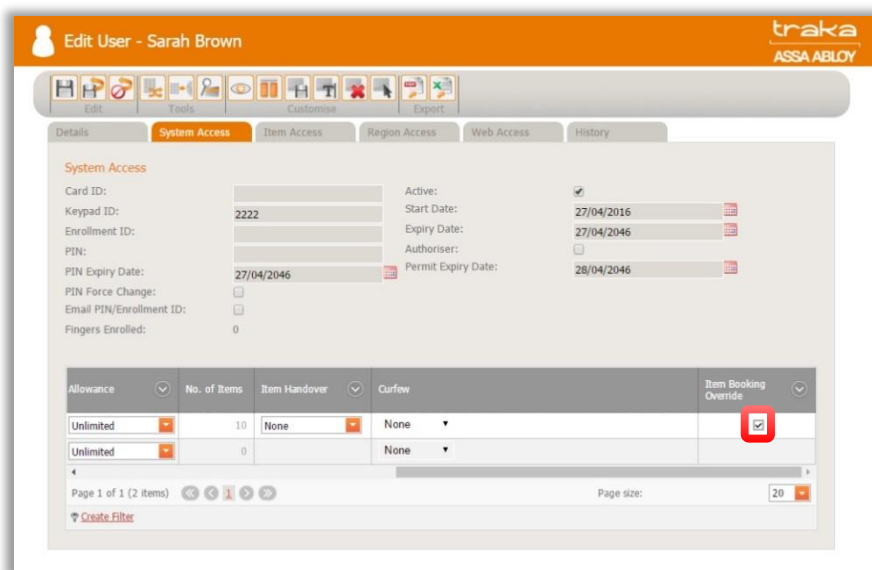 Edit User - Sarah Brown
traka
ASSA ABLOY
Edit
Tools
Customise
Export
Details
System Access
Item Access
Region Access
Web Access
History
System Access
Card ID:
Keypad ID: 2222
Enrollment ID:
PIN:
PIN Expiry Date: 27/04/2046
PIN Force Change:
Email PIN/Enrollment ID:
Fingers Enrolled: 0
Active:
Start Date: 27/04/2016
Expiry Date: 27/04/2046
Authoriser:
Permit Expiry Date: 28/04/2046
Allowance No. of Items Item Handover Curfew Item Booking Override
Unlimited 10 None None
Unlimited 0 None
Page 1 of 1 (2 items) 1 Page size: 20
Create Filter